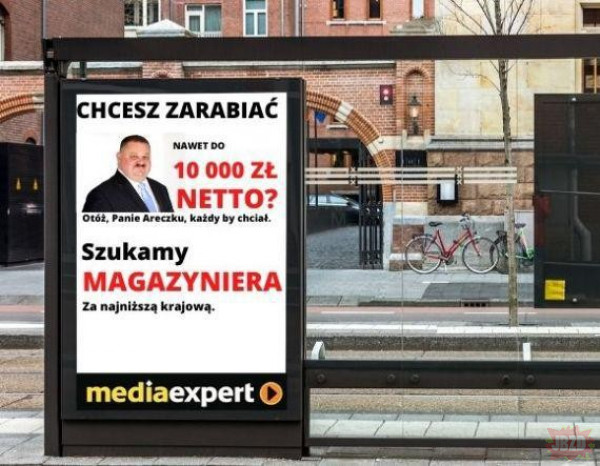 CHCESZ ZARABIAĆ
NAWET DO
10 000 ZŁ
NETTO?
Otóż, Panie Areczku, każdy by chciał.
Szukamy
MAGAZYNIERA
Za najniższą krajową.
mediaexpert
JBZD